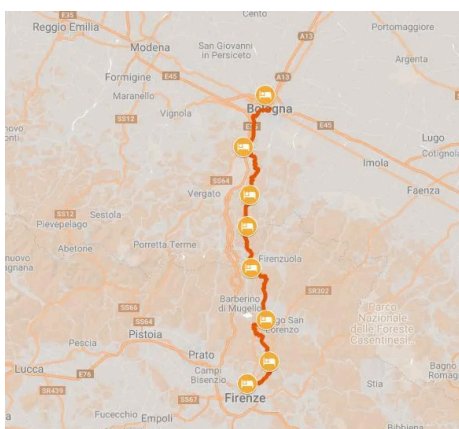 Cento
Reggio Emilia
Portomaggiore
A13
Modena
San Giovanni
in Persiceto
Argenta
Formigine
E45
A13
Maranello
Bologna
SS12
Vignola
E45
Lugo
Cotignola
Imola
SS64
Faenza
Vergato
SS12
Sestola
Pievepelago
Abetone
Porretta Terme
Firenzuola
SR302
Barberino
di Mugello
SS66
Lorenzo
Parco
Nazionale
delle Foreste
Casentinesi...
SS64
Pescia
Pistoia
Prato
Lucca
E76
Campi
Bisenzio
Bagno
Stia
SR439
SS67
Firenze
Fucecchio
Empoli
Bibbiena